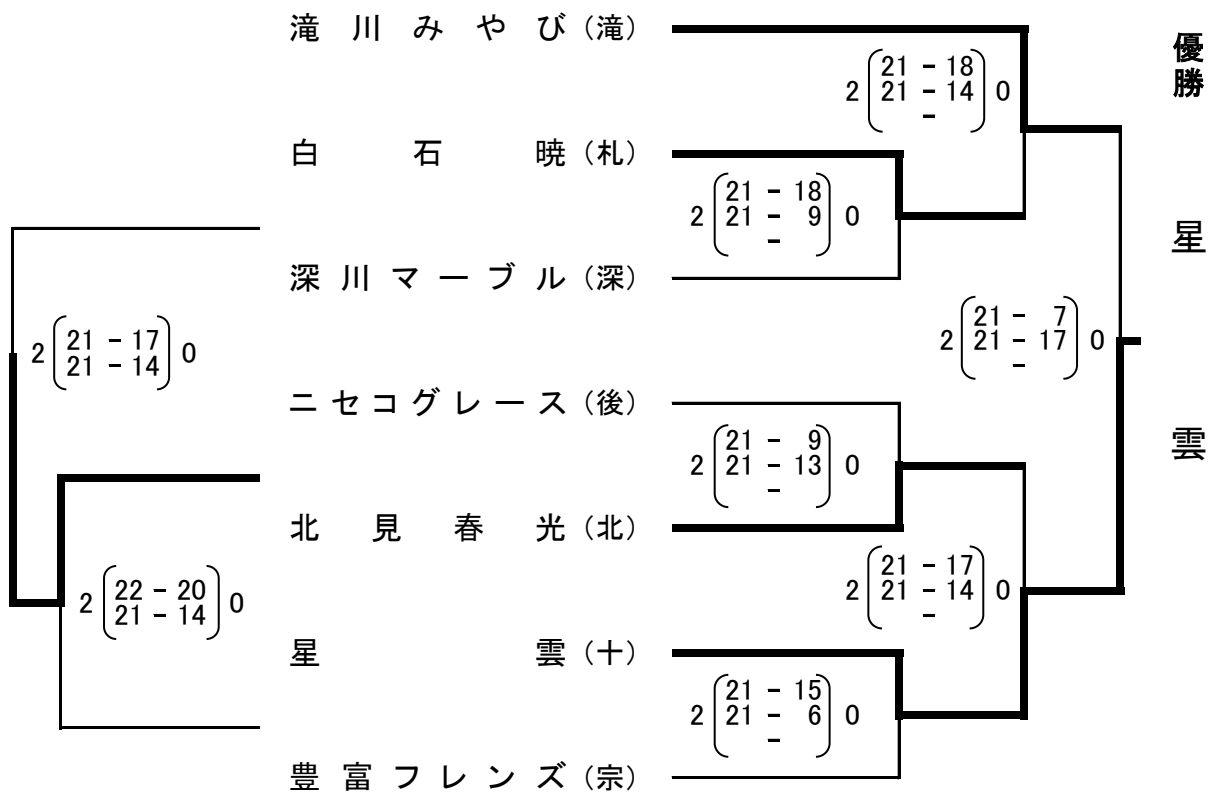 滝川みやび（滝）
白石暁（札）
深川マーブル（深）
ニセコグレース（後）
北見春光（北）
星雲（十）
豊富フレンズ（宗）
2 21 - 17 0
21 - 14
2 22 - 20 0
21 - 14
21 - 18
2 21 - 14 0
-
21 - 18
2 21 - 9 0
-
21 - 9
2 21 - 13 0
-
21 - 17
2 21 - 14 0
-
21 - 15
2 21 - 6 0
-
21 - 7
2 21 - 17 0
-
優勝
星雲